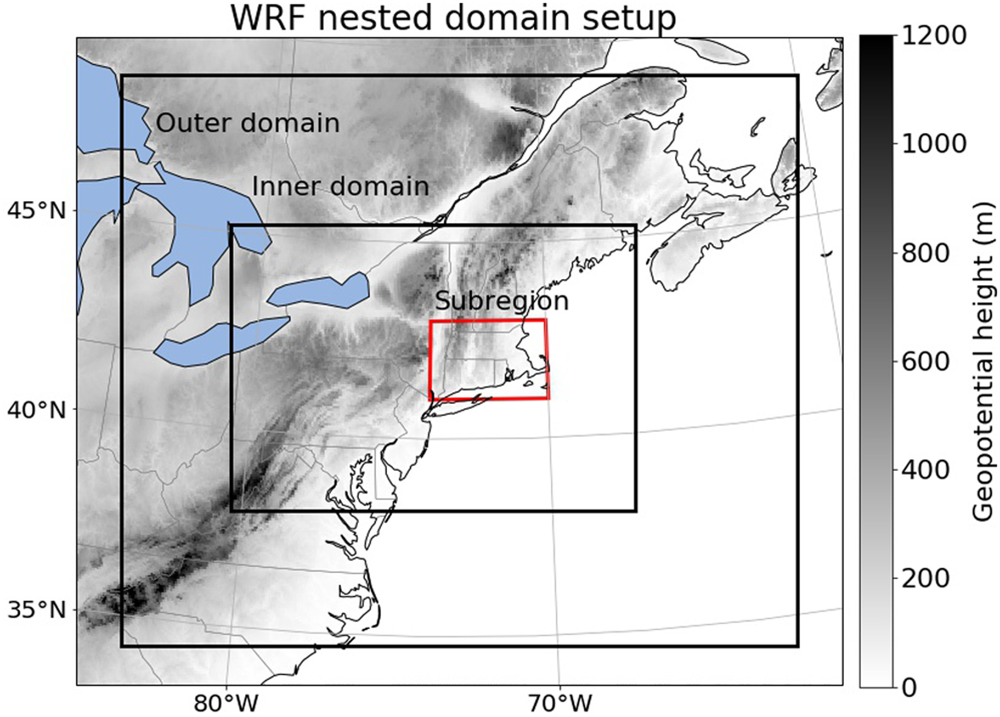 WRF nested domain setup
Outer domain
Inner domain
Subregion
45°N
40°N
35°N
80°W
70°W
1200
1000
800
600
400
200
0
Geopotential height (m)